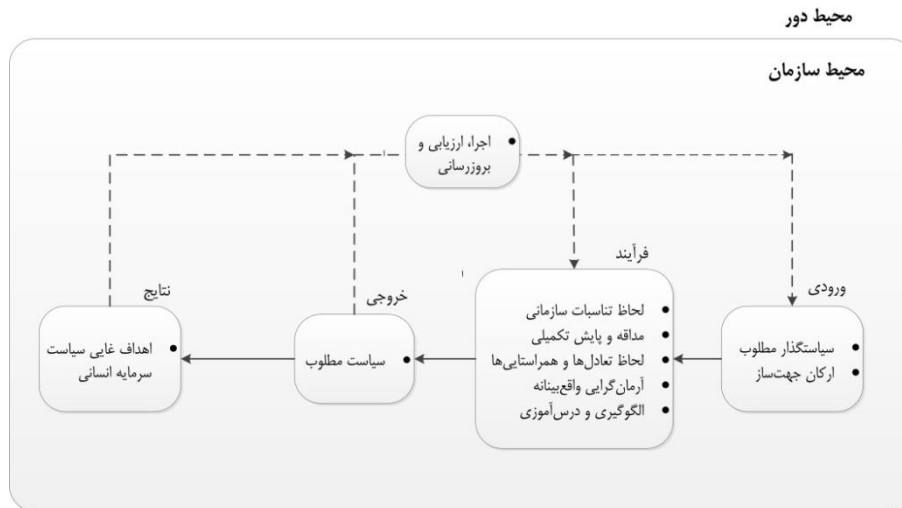 محیط دور
محیط سازمان
اجرا، ارزیابی و
بروزرسانی
ورودی
سیاستگذار مطلوب
ارکان جهت‌ساز
فرآیند
لحاظ تناسبات سازمانی
مداقه و پایش تکمیلی
لحاظ تعادل‌ها و همراستایی‌ها
آرمان‌گرایی واقع‌بینانه
الگوگیری و درس‌آموزی
خروجی
سیاست مطلوب
نتایج
اهداف غایی سیاست
سرمایه انسانی